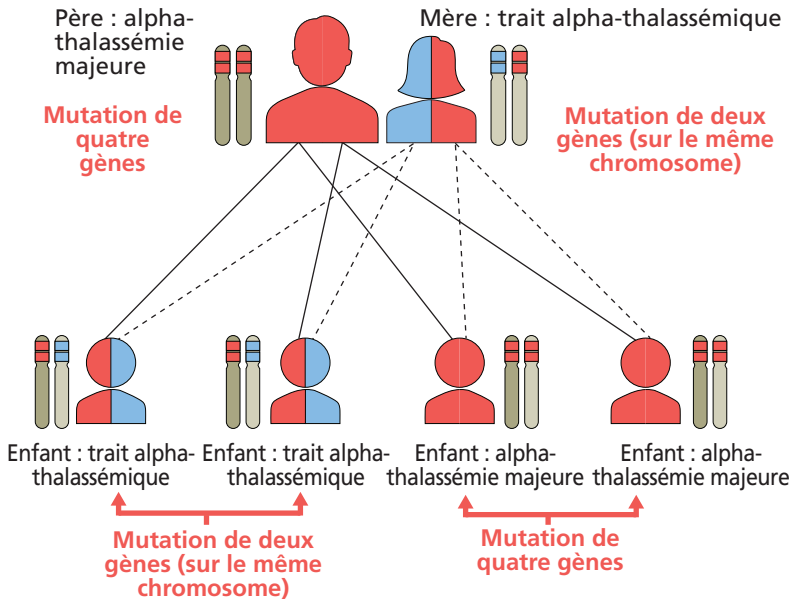 Père : alpha-
thalassémie
majeure
Mère : trait alpha-thalassémique
Mutation de
quatre
gènes
Mutation de deux
gènes (sur le même
chromosome)
Enfant : trait alpha-
thalassémique
Enfant : trait alpha-
thalassémique
Enfant : alpha-
thalassémie majeure
Enfant : alpha-
thalassémie majeure
Mutation de deux
gènes (sur le même
chromosome)
Mutation de
quatre gènes